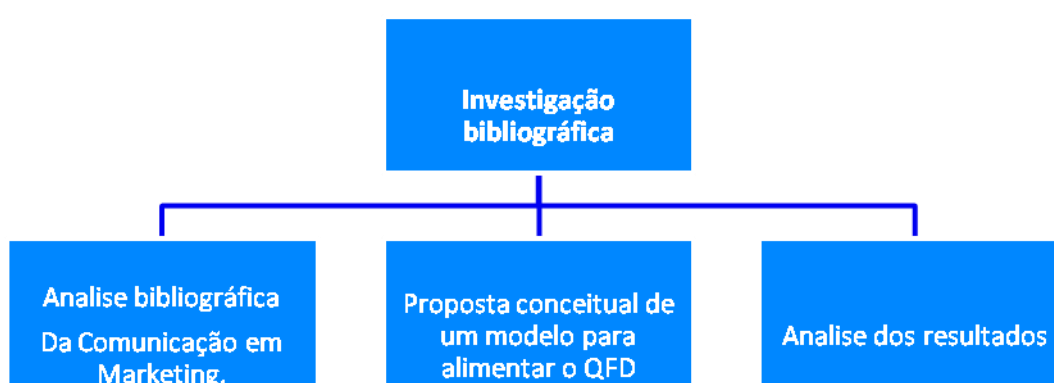 Investigação
bibliográfica
Analise bibliográfica
Da Comunicação em
Marketing.
Proposta conceitual de
um modelo para
alimentar o QFD
Analise dos resultados